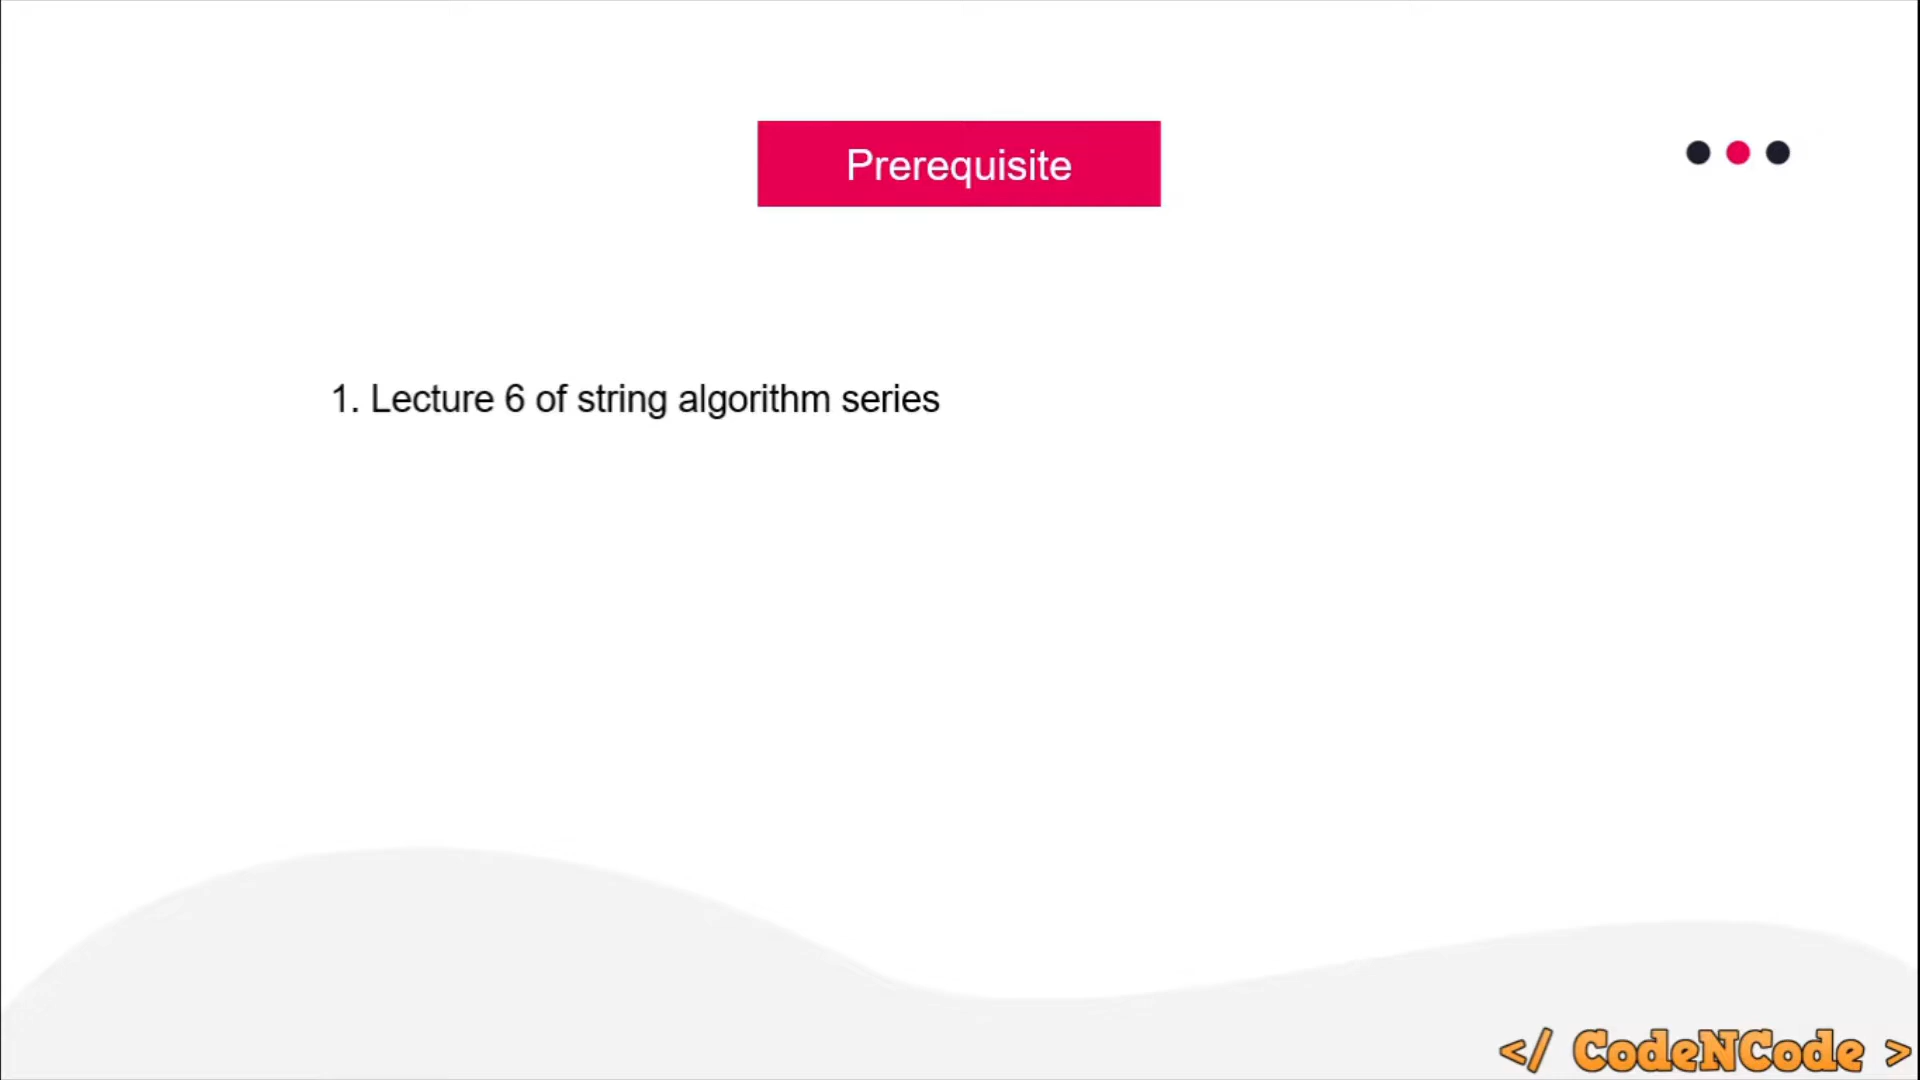 Prerequisite
1. Lecture 6 of string algorithm series
</ CodeNCode >